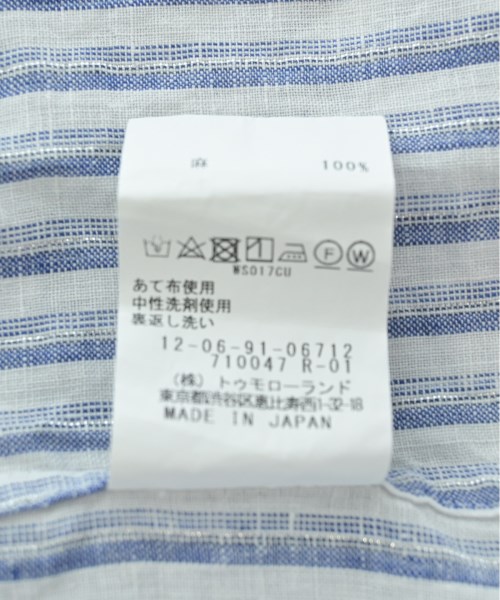 麻 100%
F W
WS017CU
あて布使用
中性洗剤使用
裏返し洗い
12-06-91-06712
710047 R-01
(株) トゥモローランド
東京都渋谷区恵比寿西1-32-18
MADE IN JAPAN